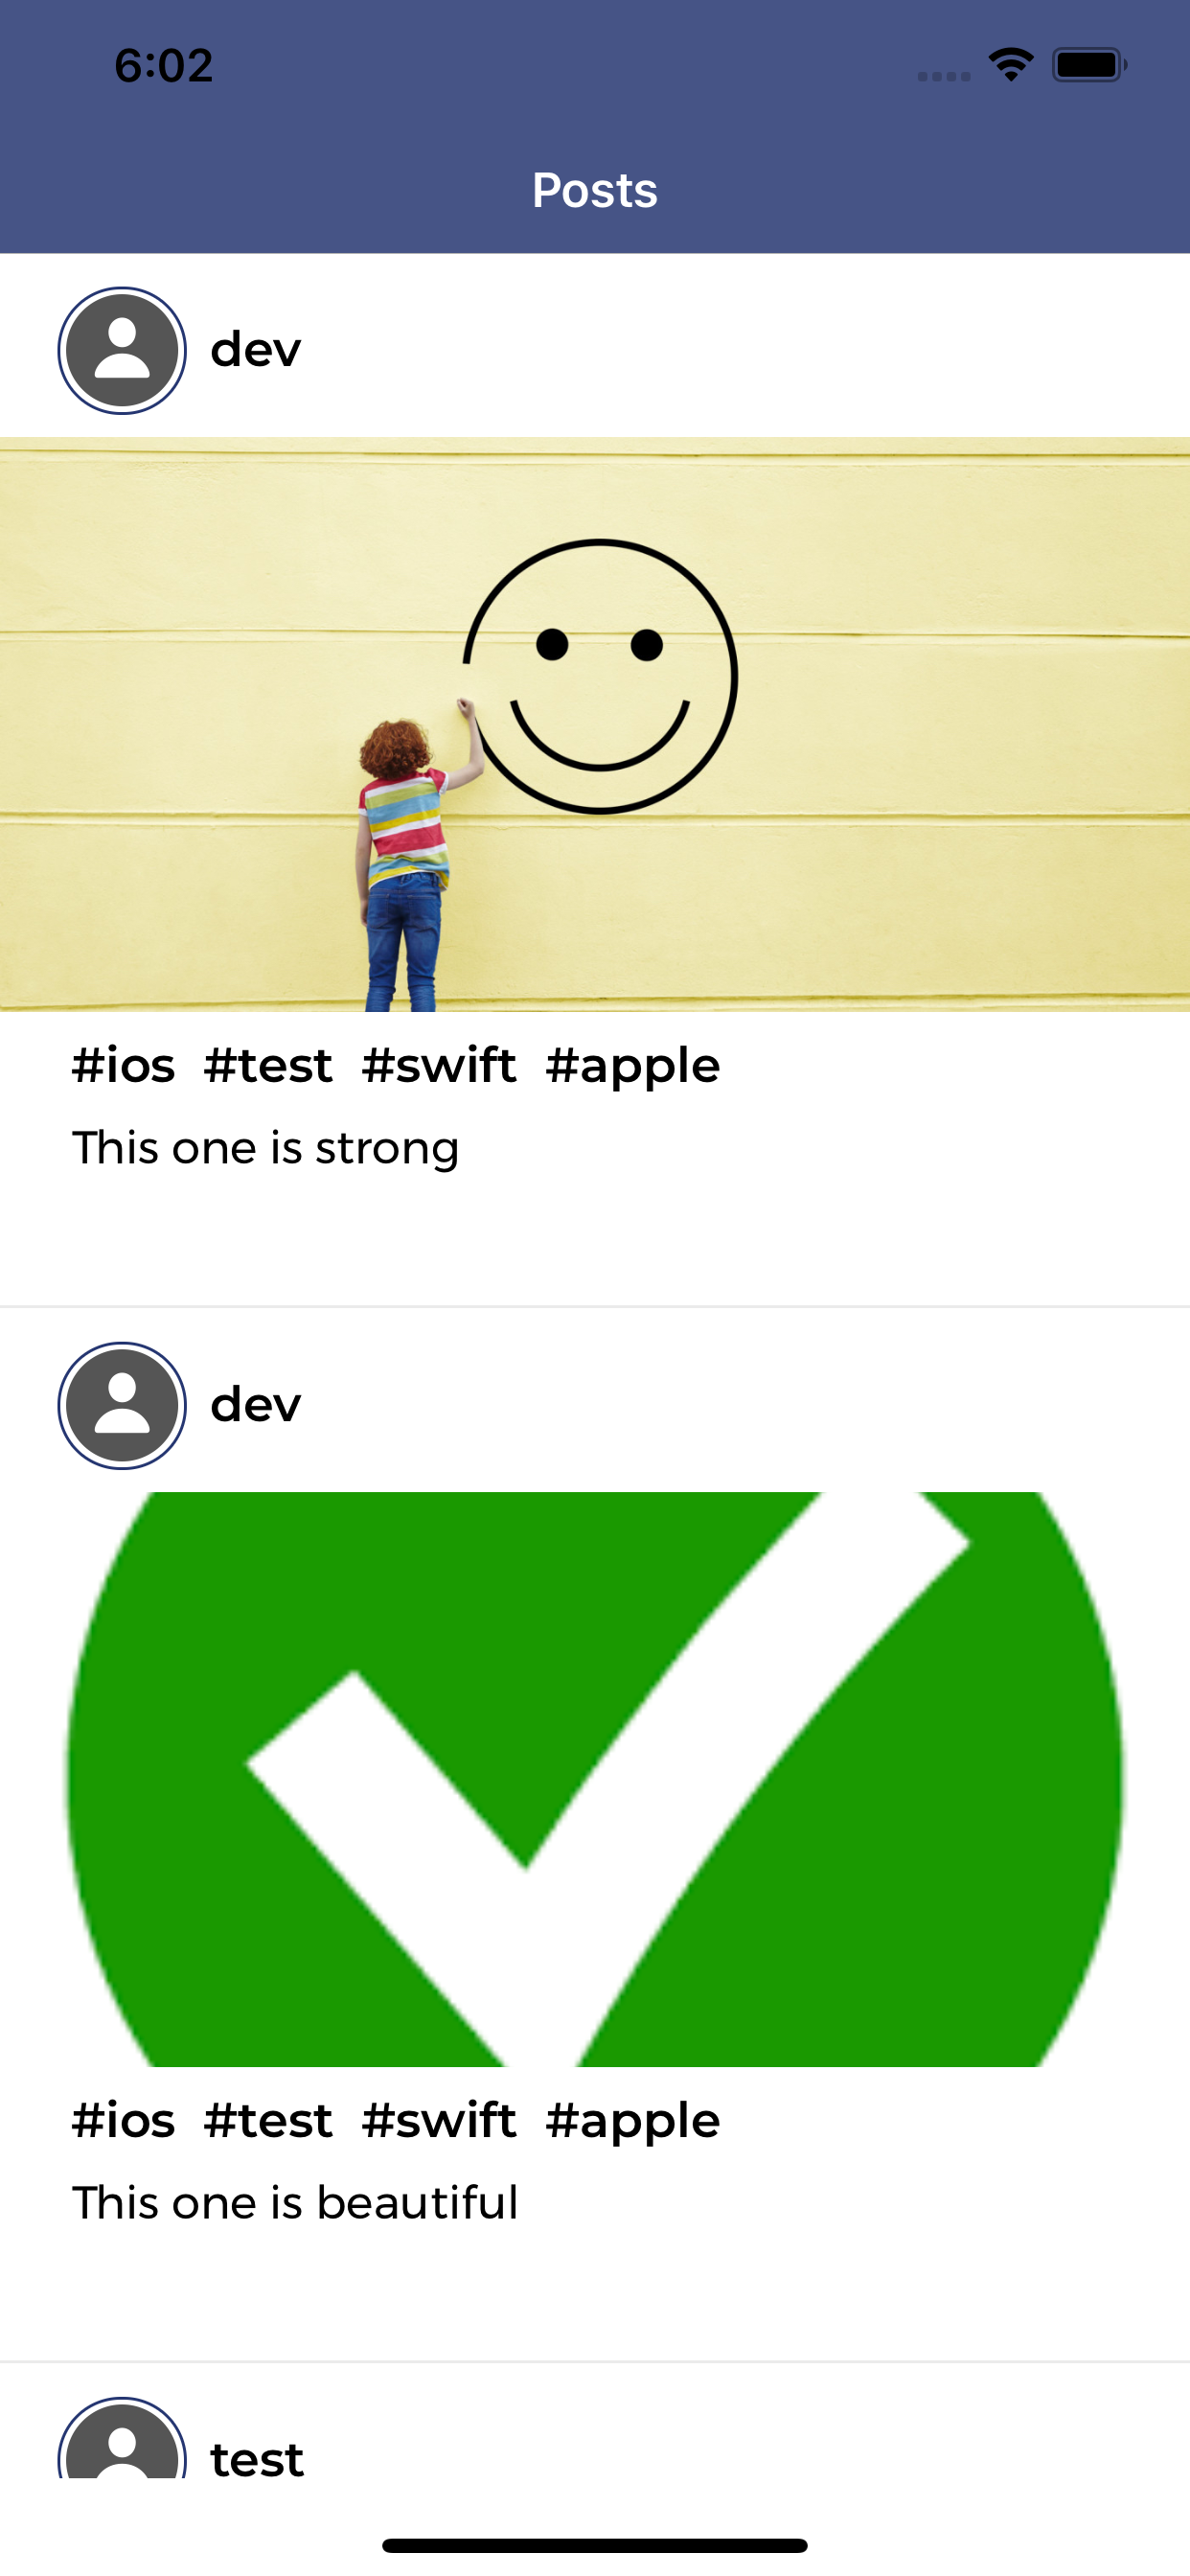 6:02
Posts
dev
#ios #test #swift #apple
This one is strong
dev
#ios #test #swift #apple
This one is beautiful
test